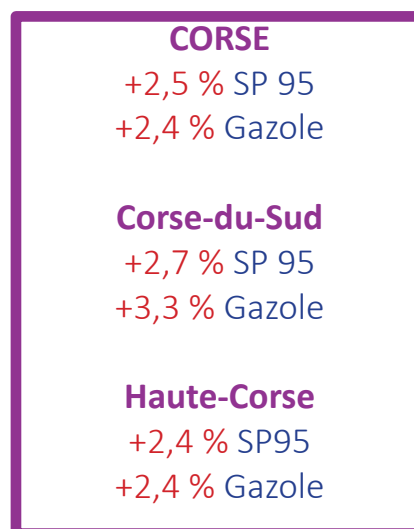 CORSE
+2,5 % SP 95
+2,4 % Gazole
Corse-du-Sud
+2,7 % SP 95
+3,3 % Gazole
Haute-Corse
+2,4 % SP95
+2,4 % Gazole